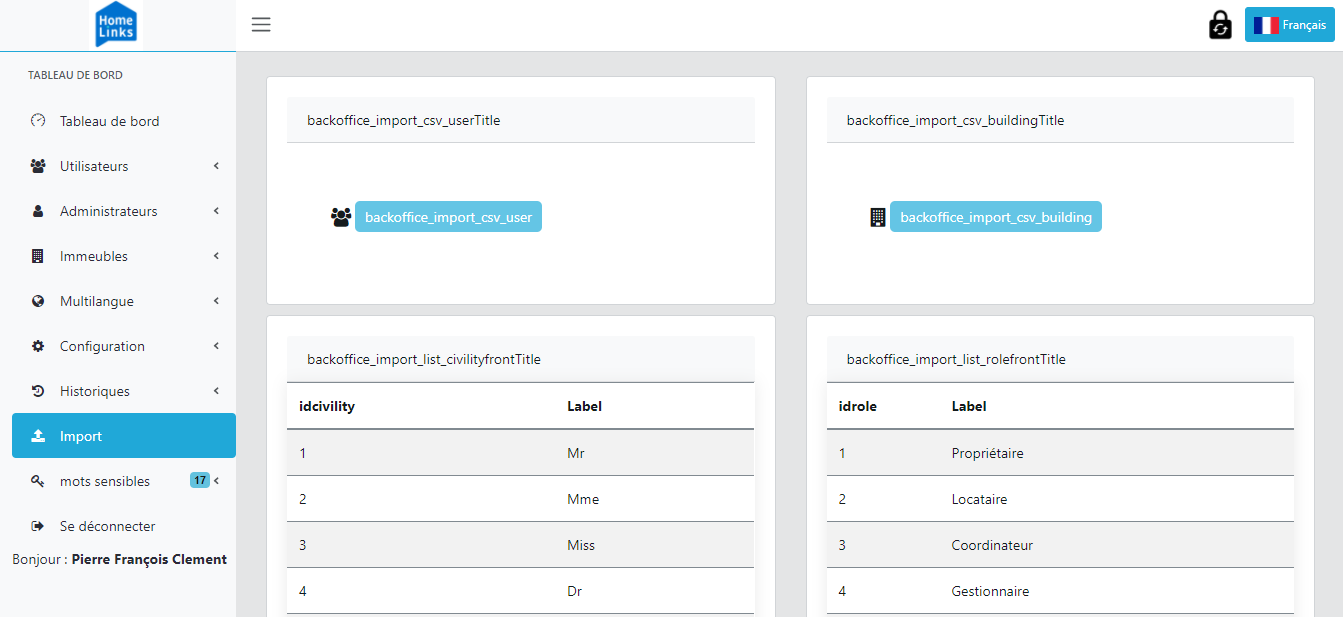 Home
Links
Français
TABLEAU DE BORD
Tableau de bord
Utilisateurs
Administrateurs
Immeubles
Multilangue
Configuration
Historiques
Import
mots sensibles 17
Se déconnecter
Bonjour : Pierre François Clement
backoffice_import_csv_userTitle
backoffice_import_csv_user
backoffice_import_csv_buildingTitle
backoffice_import_csv_building
backoffice_import_list_civilityfrontTitle
idcivility Label
1 Mr
2 Mme
3 Miss
4 Dr
backoffice_import_list_rolefrontTitle
idrole Label
1 Propriétaire
2 Locataire
3 Coordinateur
4 Gestionnaire